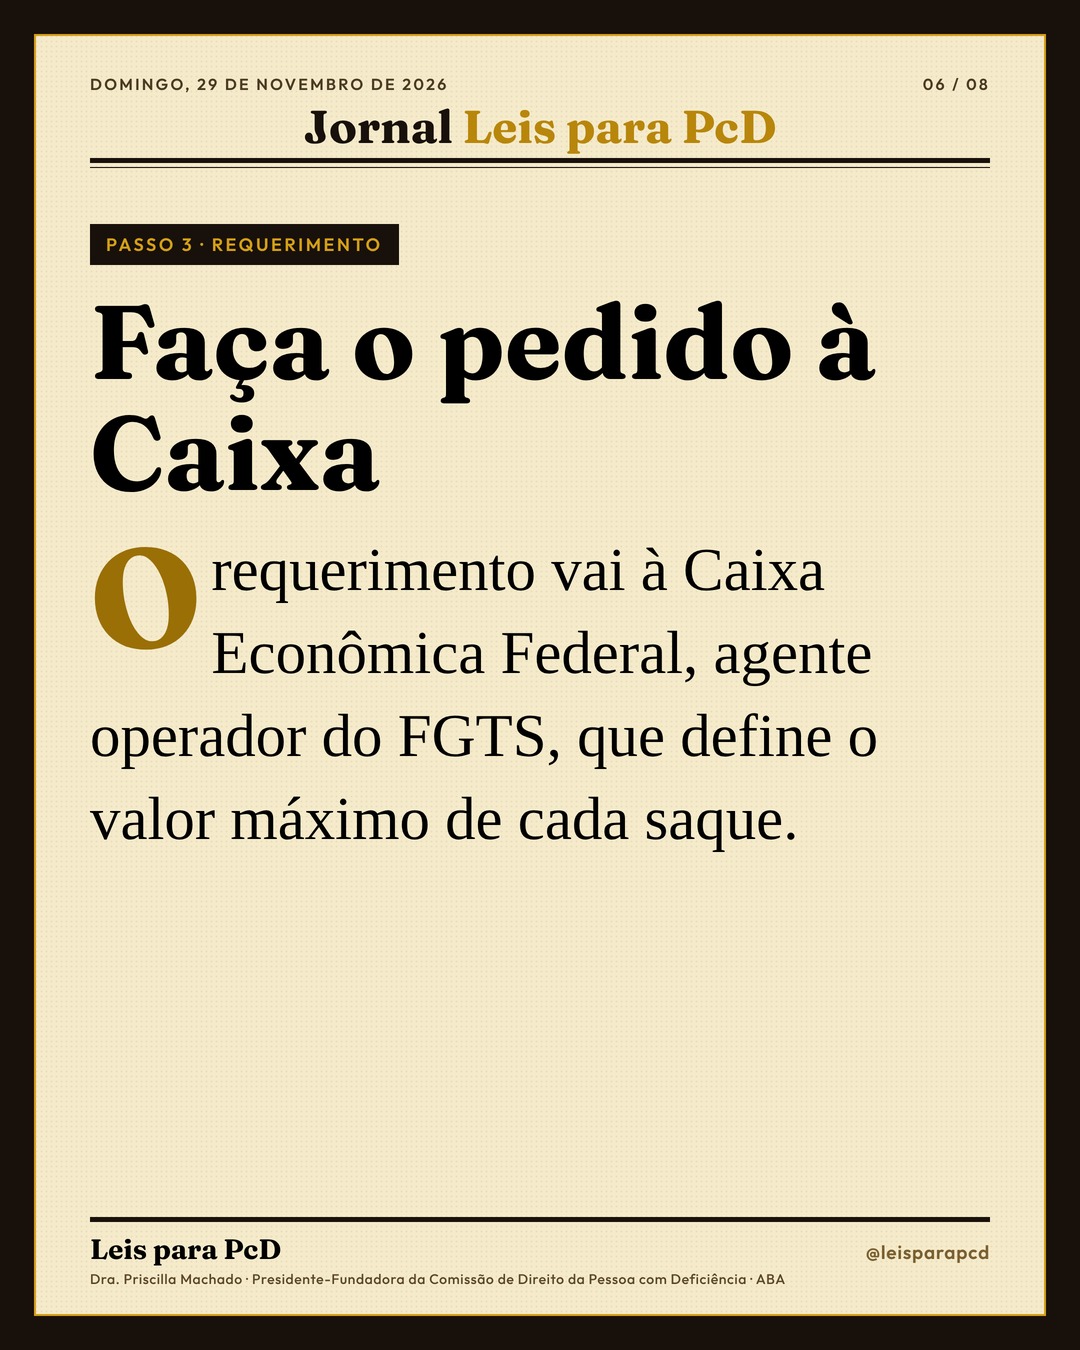 DOMINGO, 29 DE NOVEMBRO DE 2026
06 / 08
Jornal Leis para PcD
PASSO 3 · REQUERIMENTO
Faça o pedido à
Caixa
O requerimento vai à Caixa
Econômica Federal, agente
operador do FGTS, que define o
valor máximo de cada saque.
Leis para PcD
@leisparapcd
Dra. Priscilla Machado · Presidente-Fundadora da Comissão de Direito da Pessoa com Deficiência · ABA